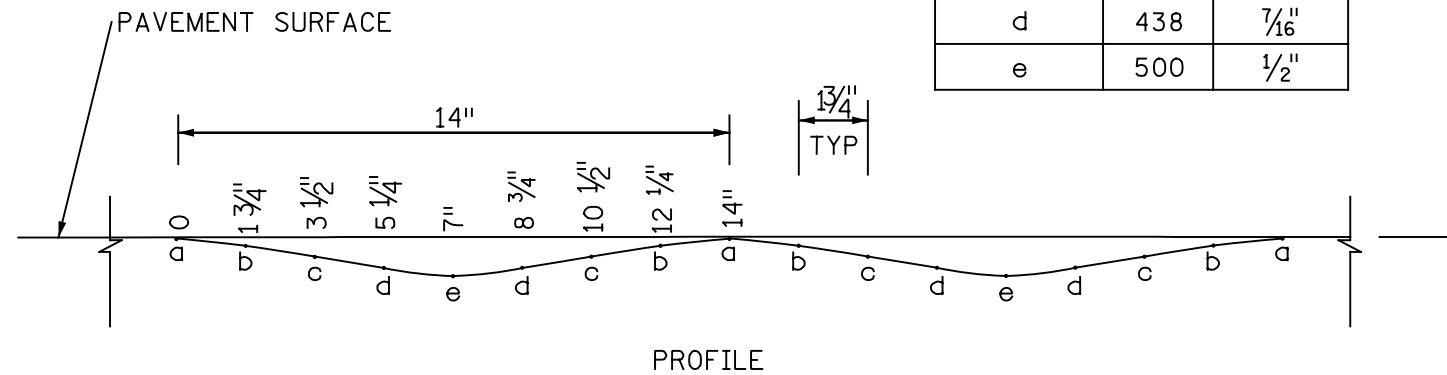 PAVEMENT SURFACE
d 438 7/16"
e 500 1/2"
14"
1 3/4"
TYP
0 1 3/4" 3 1/2" 5 1/4" 7" 8 3/4" 10 1/2" 12 1/4" 14"
a b c d e d c b a b c d e d c b a
PROFILE